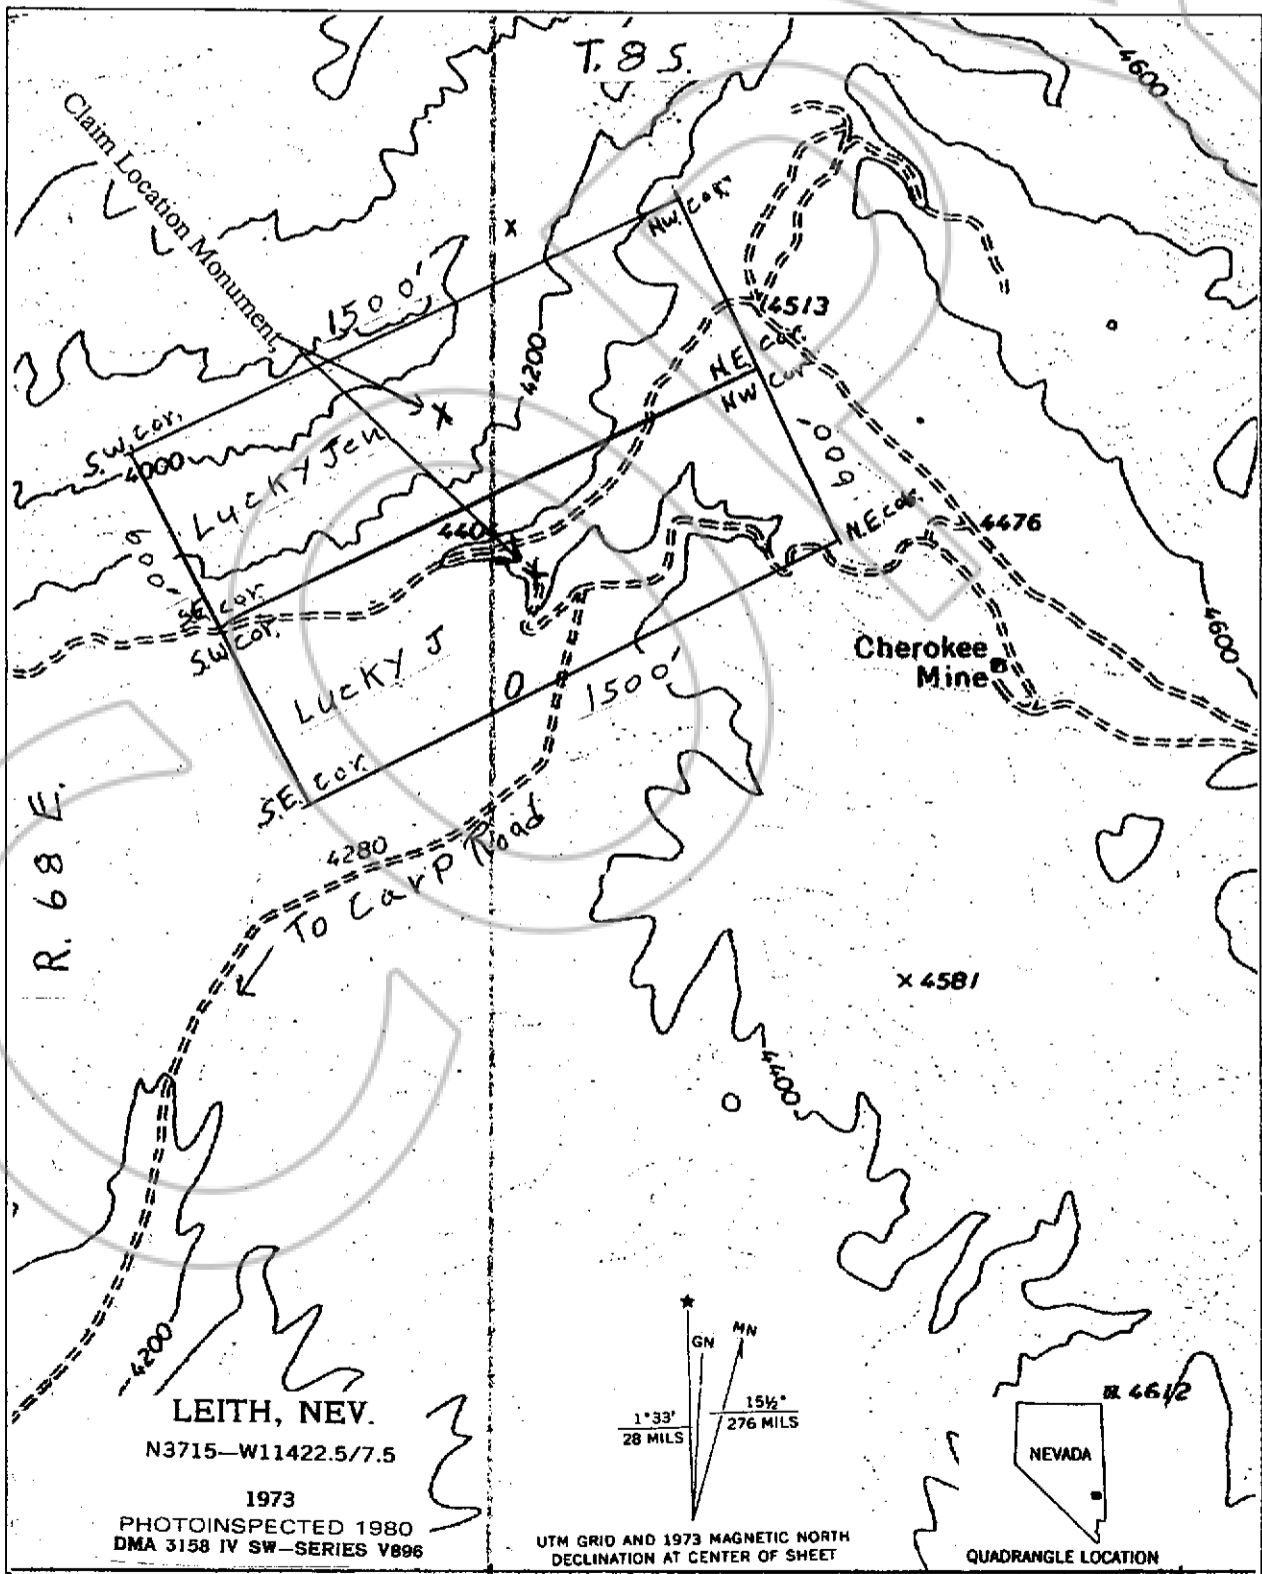 T. 8 S.
4600
Claim Location Monument
NW cor.
1500'
4513
4200
N.E. cor.
NW cor.
S.W. cor.
4000
Lucky Jen
600'
600'
N.E. cor.
4476
S.E. cor.
S.W. cor.
4600
Cherokee
Mine
Lucky J
0
1500'
S.E. cor.
R. 68 E.
4280
To Carp Road
x 4581
4400
4200
LEITH, NEV.
N3715—W11422.5/7.5
1973
PHOTOINSPECTED 1980
DMA 3158 IV SW—SERIES V896
GN
MN
1°33'
28 MILS
15½°
276 MILS
UTM GRID AND 1973 MAGNETIC NORTH
DECLINATION AT CENTER OF SHEET
4612
NEVADA
QUADRANGLE LOCATION